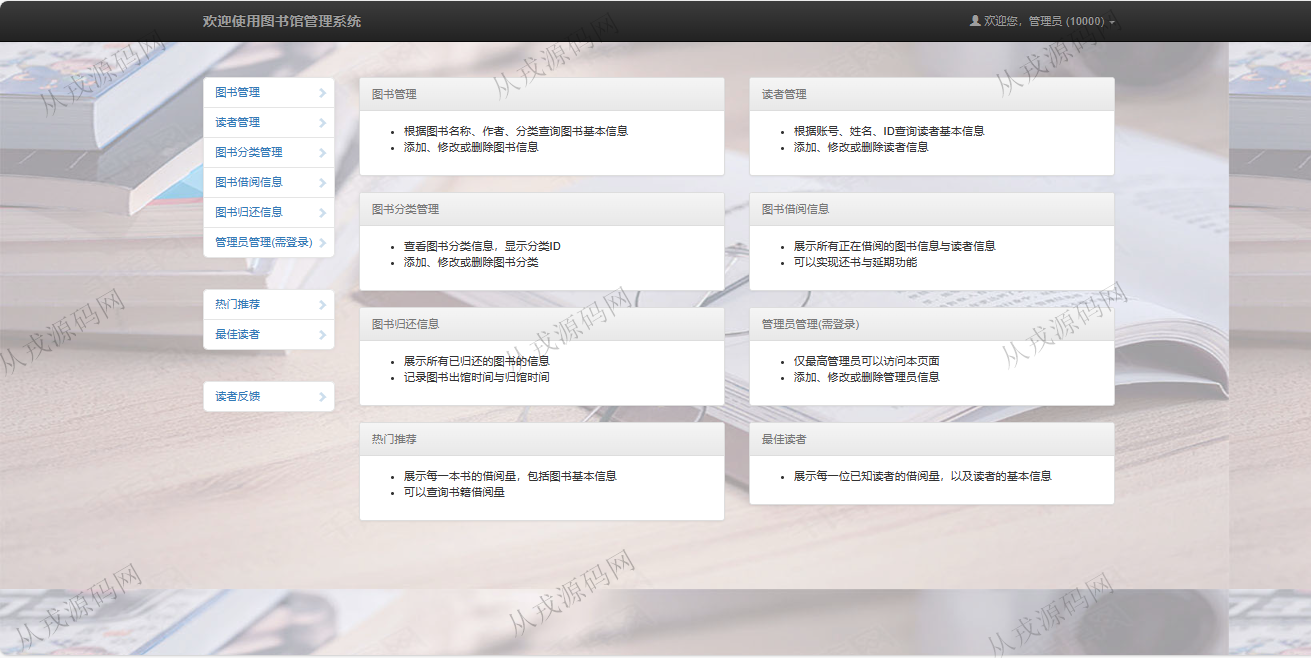 欢迎使用图书馆管理系统
欢迎您，管理员 (10000)
图书管理
读者管理
图书分类管理
图书借阅信息
图书归还信息
管理员管理(需登录)
热门推荐
最佳读者
读者反馈
图书管理
根据图书名称、作者、分类查询图书基本信息
添加、修改或删除图书信息
读者管理
根据账号、姓名、ID查询读者基本信息
添加、修改或删除读者信息
图书分类管理
查看图书分类信息，显示分类ID
添加、修改或删除图书分类
图书借阅信息
展示所有正在借阅的图书信息与读者信息
可以实现还书与延期功能
图书归还信息
展示所有已归还的图书的信息
记录图书出馆时间与归馆时间
管理员管理(需登录)
仅最高管理员可以访问本页面
添加、修改或删除管理员信息
热门推荐
展示每一本书的借阅量，包括图书基本信息
可以查询书籍借阅量
最佳读者
展示每一位已知读者的借阅量，以及读者的基本信息
从戎源码网
从戎源码网
从戎源码网
从戎源码网
从戎源码网
从戎源码网
从戎源码网
从戎源码网
从戎源码网